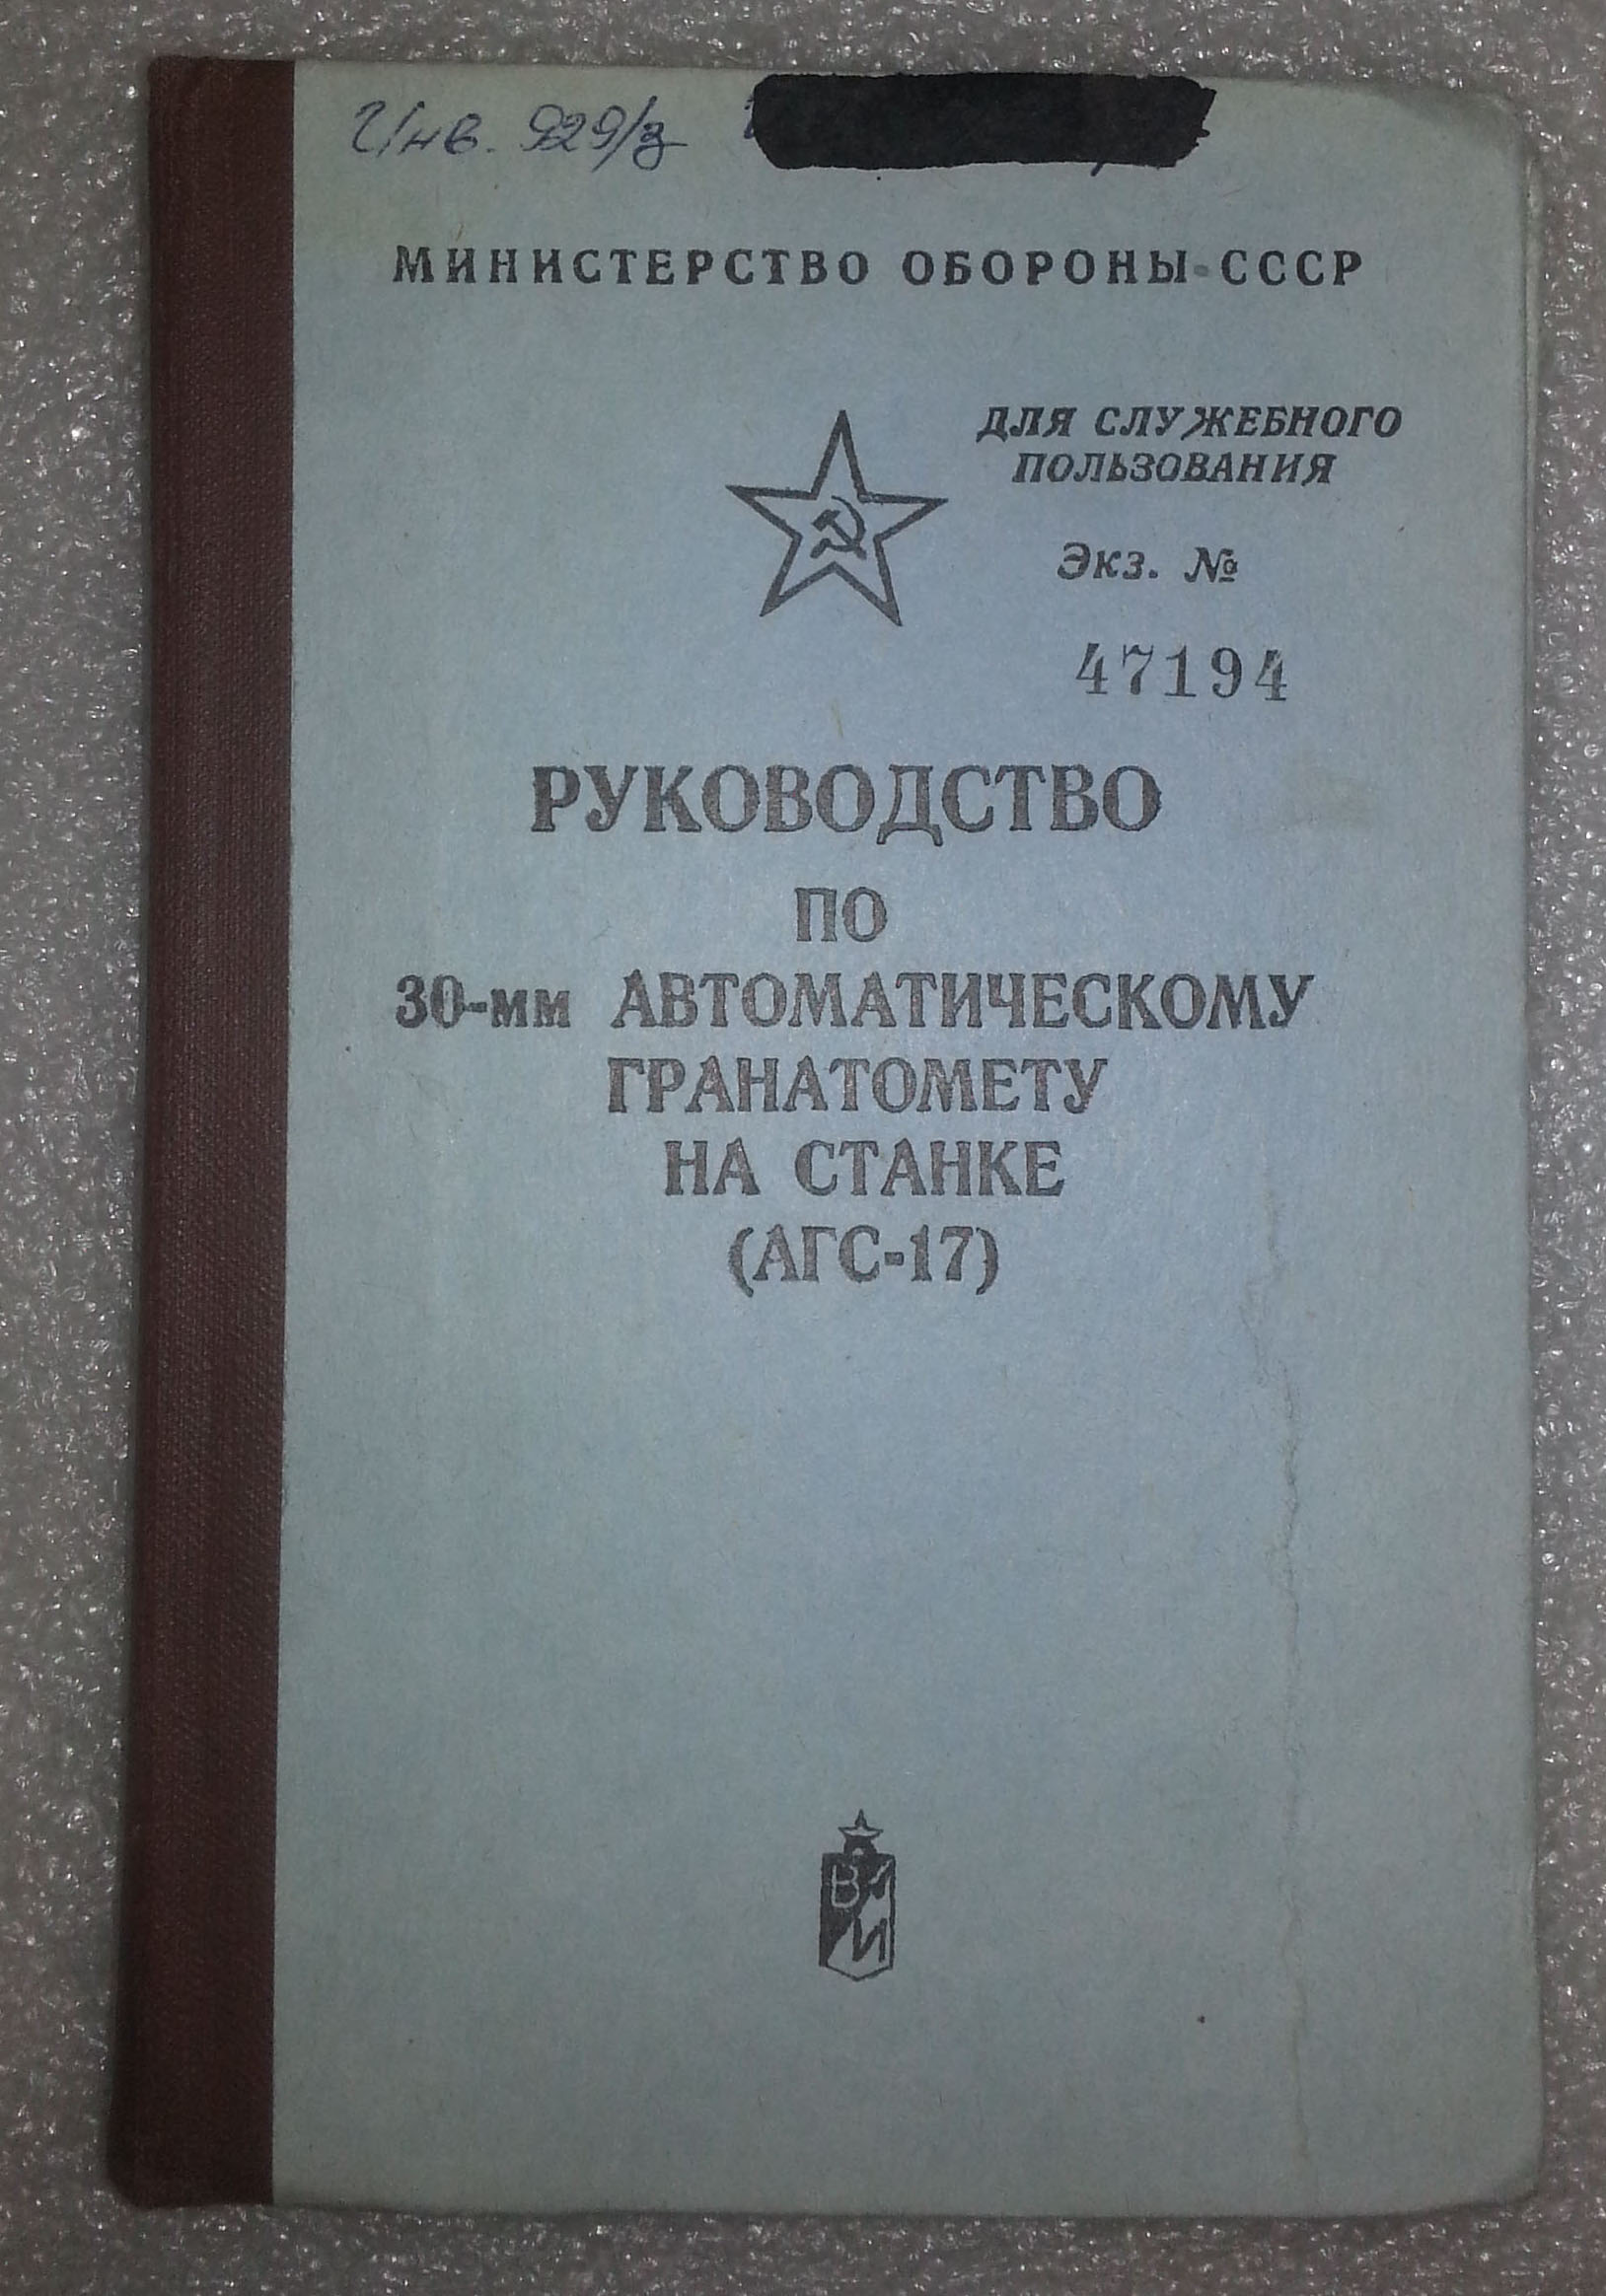 Инв. 929/з
МИНИСТЕРСТВО ОБОРОНЫ СССР
ДЛЯ СЛУЖЕБНОГО
ПОЛЬЗОВАНИЯ
Экз. №
47194
РУКОВОДСТВО
ПО
30-мм АВТОМАТИЧЕСКОМУ
ГРАНАТОМЕТУ
НА СТАНКЕ
(АГС-17)
ВИ